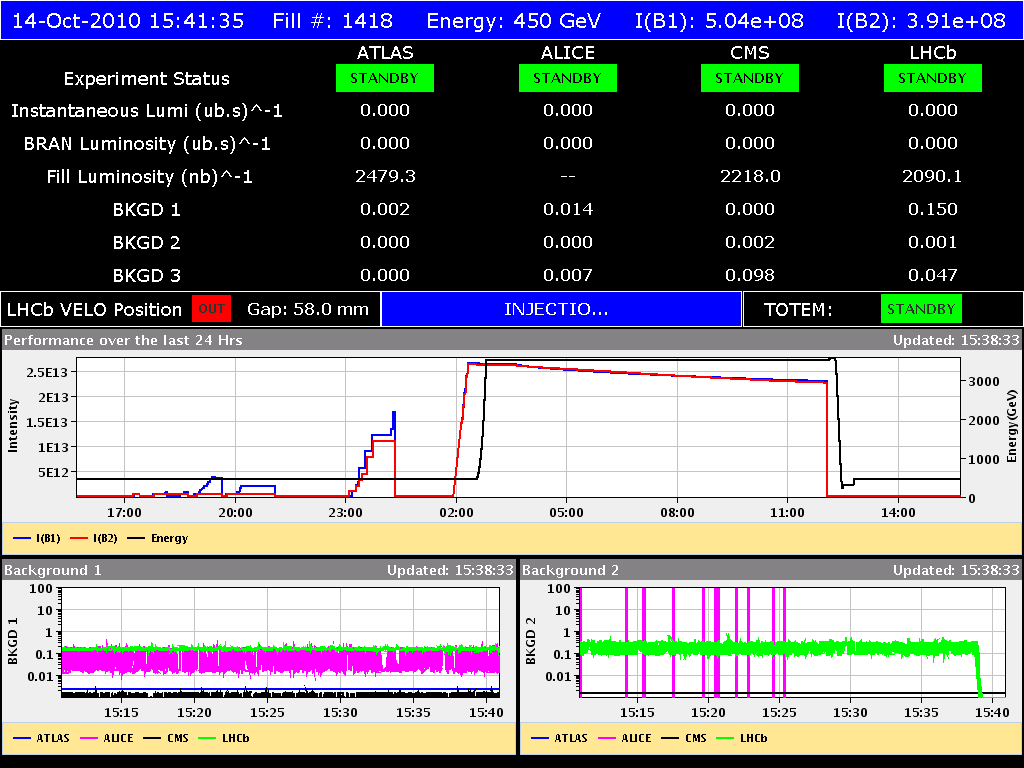 14-Oct-2010 15:41:35 Fill #: 1418 Energy: 450 GeV I(B1): 5.04e+08 I(B2): 3.91e+08
ATLAS ALICE CMS LHCb
Experiment Status STANDBY STANDBY STANDBY STANDBY
Instantaneous Lumi (ub.s)^-1 0.000 0.000 0.000 0.000
BRAN Luminosity (ub.s)^-1 0.000 0.000 0.000 0.000
Fill Luminosity (nb)^-1 2479.3 -- 2218.0 2090.1
BKGD 1 0.002 0.014 0.000 0.150
BKGD 2 0.000 0.000 0.002 0.001
BKGD 3 0.000 0.007 0.098 0.047
LHCb VELO Position OUT Gap: 58.0 mm INJECTIO... TOTEM: STANDBY
Performance over the last 24 Hrs Updated: 15:38:33
Intensity
2.5E13
2E13
1.5E13
1E13
5E12
3000
2000
1000
0
Energy(GeV)
17:00 20:00 23:00 02:00 05:00 08:00 11:00 14:00
I(B1) I(B2) Energy
Background 1 Updated: 15:38:33
BKGD 1
100
10
1
0.1
0.01
15:15 15:20 15:25 15:30 15:35 15:40
ATLAS ALICE CMS LHCb
Background 2 Updated: 15:38:33
BKGD 2
100
10
1
0.1
0.01
15:15 15:20 15:25 15:30 15:35 15:40
ATLAS ALICE CMS LHCb